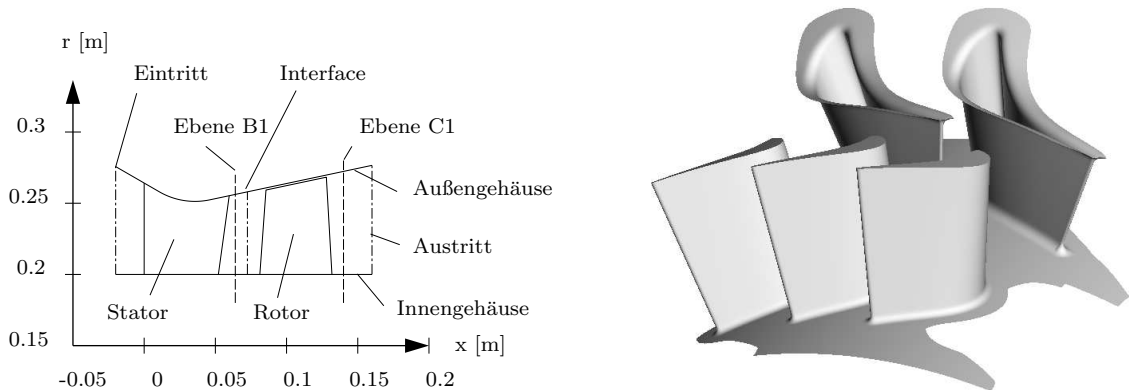 r [m]
Eintritt
Interface
Ebene B1
Ebene C1
0.3
Außengehäuse
0.25
Austritt
0.2
Stator
Rotor
Innengehäuse
0.15
x [m]
-0.05
0
0.05
0.1
0.15
0.2